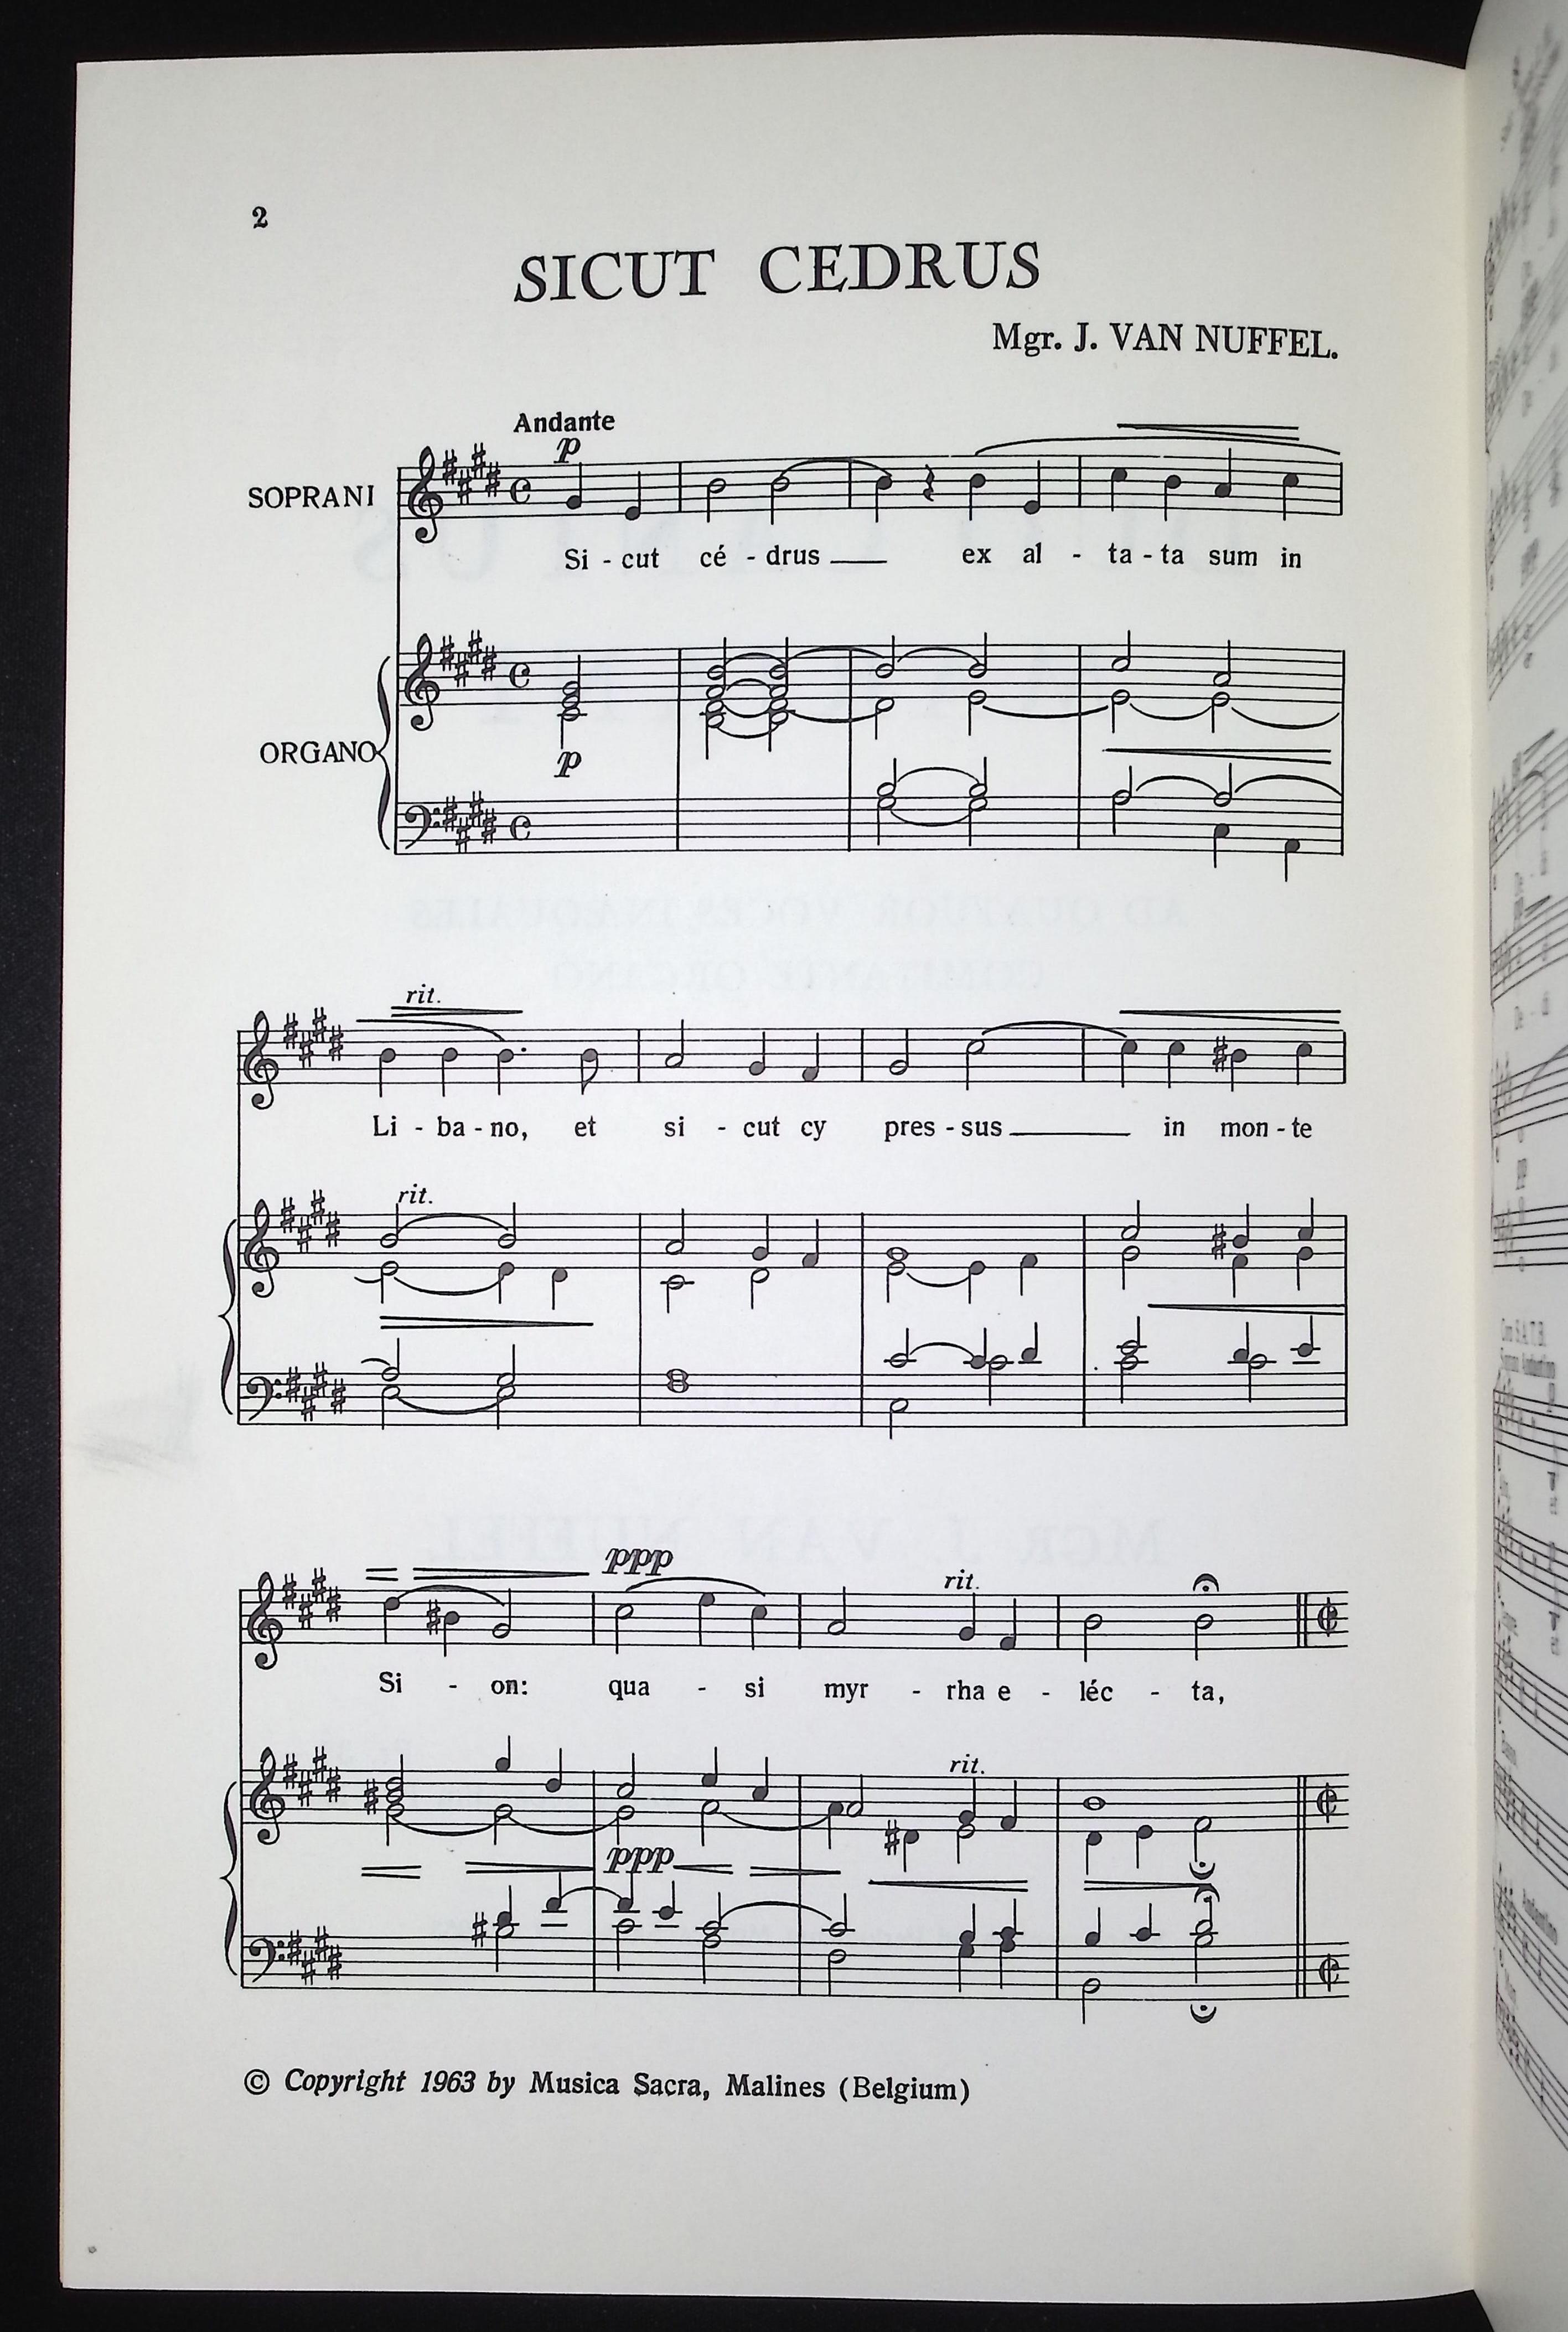 2
SICUT CEDRUS
Mgr. J. VAN NUFFEL.
Andante
p
SOPRANI
Si - cut cé - drus ex al - ta - ta sum in
ORGANO
p
rit.
Li - ba - no, et si - cut cy pres - sus in mon - te
rit.
ppp
rit.
Si - on: qua - si myr - rha e - léc - ta,
rit.
ppp
© Copyright 1963 by Musica Sacra, Malines (Belgium)